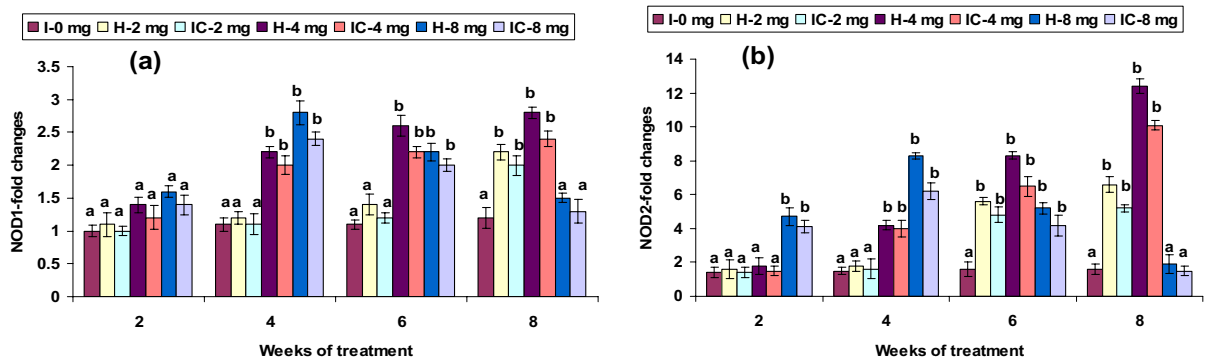 I-0 mg H-2 mg IC-2 mg H-4 mg IC-4 mg H-8 mg IC-8 mg
(a)
NOD1-fold changes
3.5
3
2.5
2
1.5
1
0.5
0
a a a a a a a
a a a b b b b
a a a b b b b
a b b b b a a
2 4 6 8
Weeks of treatment
I-0 mg H-2 mg IC-2 mg H-4 mg IC-4 mg H-8 mg IC-8 mg
(b)
NOD2-fold changes
14
12
10
8
6
4
2
0
a a a a a b b
a a a b b b b
a b b b b b b
a b b b b a a
2 4 6 8
Weeks of treatment